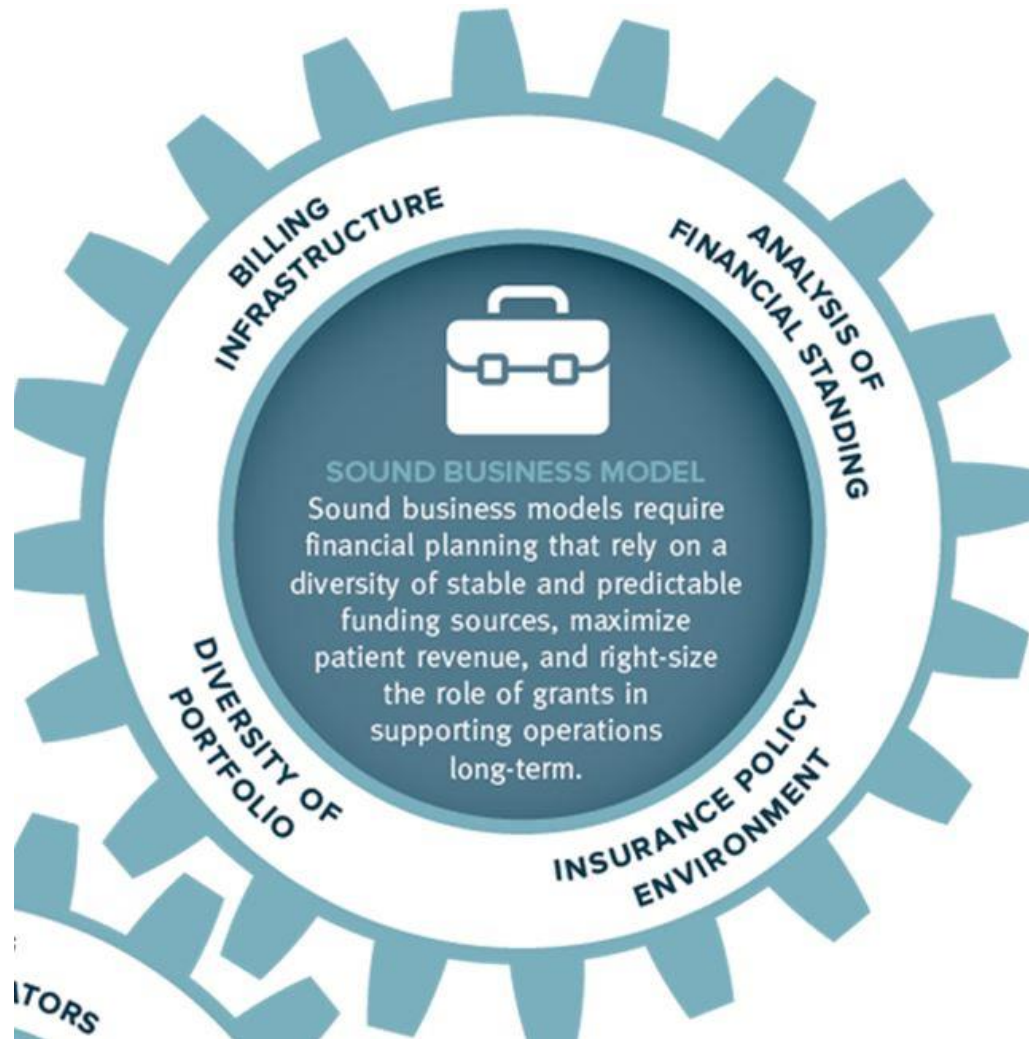 BILLING
INFRASTRUCTURE
ANALYSIS OF
FINANCIAL STANDING
SOUND BUSINESS MODEL
Sound business models require
financial planning that rely on a
diversity of stable and predictable
funding sources, maximize
patient revenue, and right-size
the role of grants in
supporting operations
long-term.
DIVERSITY OF
PORTFOLIO
INSURANCE POLICY
ENVIRONMENT